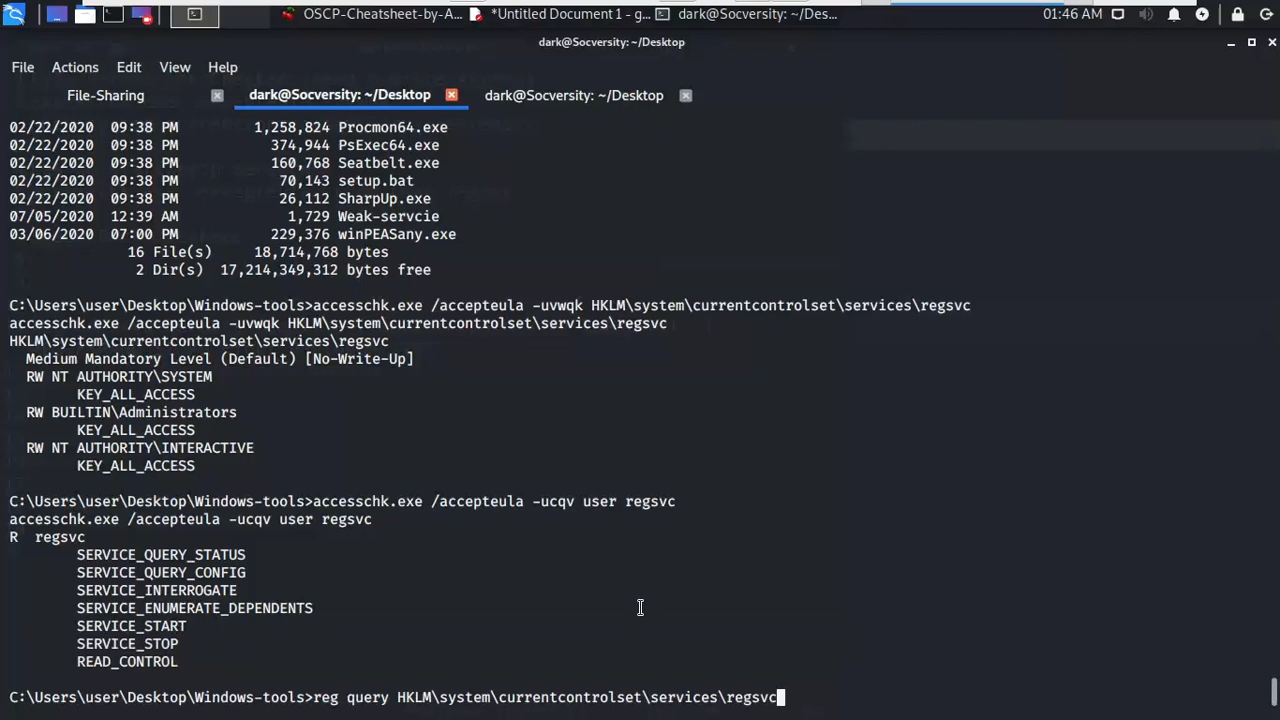 OSCP-Cheatsheet-by-A... *Untitled Document 1 - g... dark@Socversity: ~/Des... 01:46 AM
dark@Socversity: ~/Desktop
File Actions Edit View Help
File-Sharing dark@Socversity: ~/Desktop dark@Socversity: ~/Desktop
02/22/2020 09:38 PM 1,258,824 Procmon64.exe
02/22/2020 09:38 PM 374,944 PsExec64.exe
02/22/2020 09:38 PM 160,768 Seatbelt.exe
02/22/2020 09:38 PM 70,143 setup.bat
02/22/2020 09:38 PM 26,112 SharpUp.exe
07/05/2020 12:39 AM 1,729 Weak-servcie
03/06/2020 07:00 PM 229,376 winPEASany.exe
16 File(s) 18,714,768 bytes
2 Dir(s) 17,214,349,312 bytes free
C:\Users\user\Desktop\Windows-tools>accesschk.exe /accepteula -uvwqk HKLM\system\currentcontrolset\services\regsvc
accesschk.exe /accepteula -uvwqk HKLM\system\currentcontrolset\services\regsvc
HKLM\system\currentcontrolset\services\regsvc
Medium Mandatory Level (Default) [No-Write-Up]
RW NT AUTHORITY\SYSTEM
KEY_ALL_ACCESS
RW BUILTIN\Administrators
KEY_ALL_ACCESS
RW NT AUTHORITY\INTERACTIVE
KEY_ALL_ACCESS
C:\Users\user\Desktop\Windows-tools>accesschk.exe /accepteula -ucqv user regsvc
accesschk.exe /accepteula -ucqv user regsvc
R regsvc
SERVICE_QUERY_STATUS
SERVICE_QUERY_CONFIG
SERVICE_INTERROGATE
SERVICE_ENUMERATE_DEPENDENTS
SERVICE_START
SERVICE_STOP
READ_CONTROL
C:\Users\user\Desktop\Windows-tools>reg query HKLM\system\currentcontrolset\services\regsvc